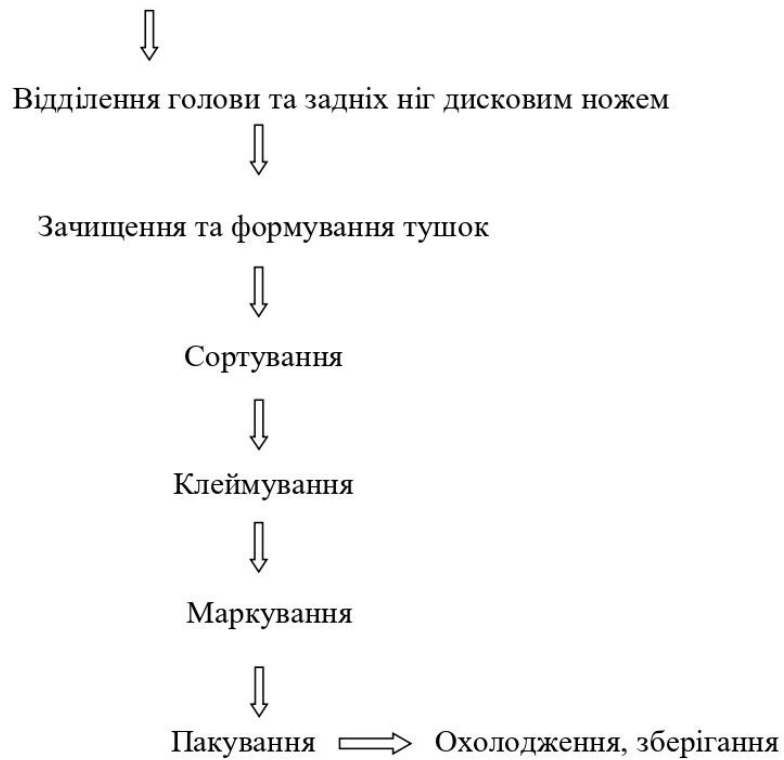 Відділення голови та задніх ніг дисковим ножем
Зачищення та формування тушок
Сортування
Клеймування
Маркування
Пакування Охолодження, зберігання